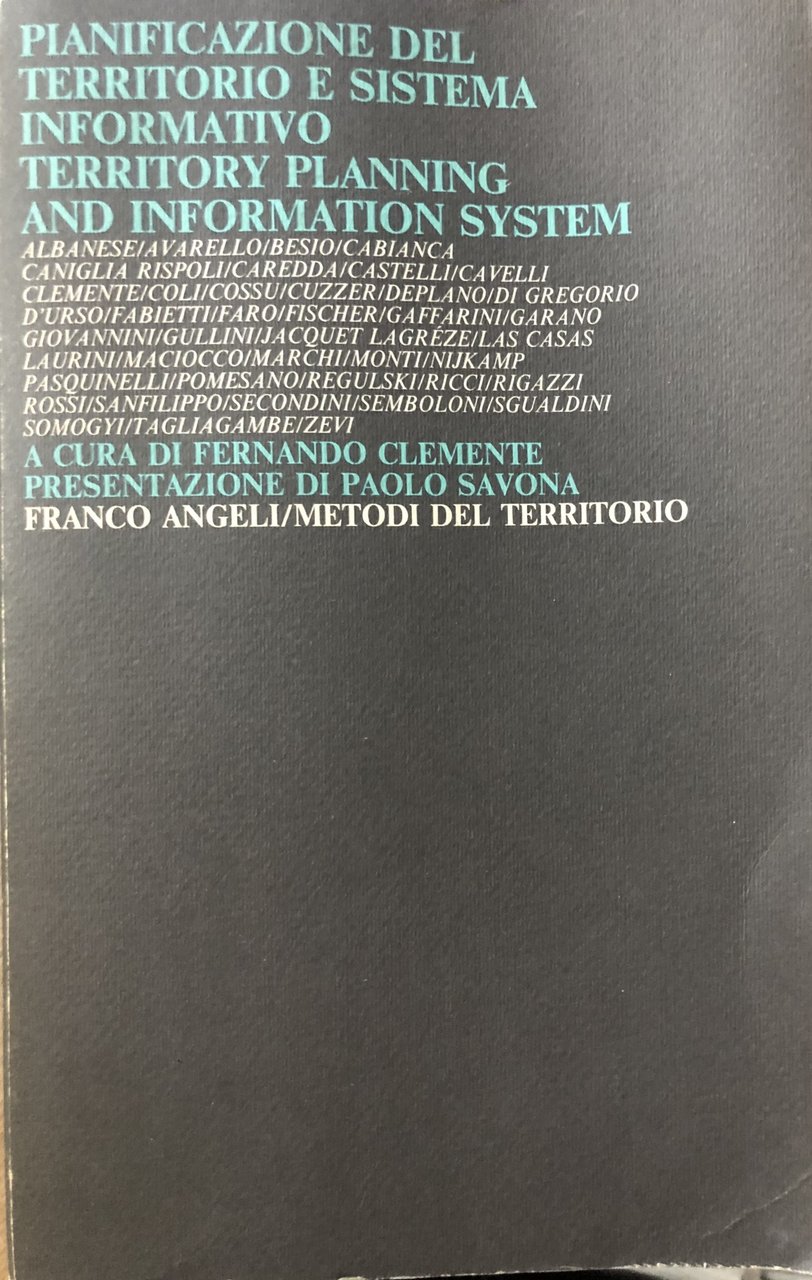 PIANIFICAZIONE DEL
TERRITORIO E SISTEMA
INFORMATIVO
TERRITORY PLANNING
AND INFORMATION SYSTEM
ALBANESE/AVARELLO/BESIO/CABIANCA
CANIGLIA RISPOLI/CAREDDA/CASTELLI/CAVELLI
CLEMENTE/COLI/COSSU/CUZZER/DEPLANO/DI GREGORIO
D'URSO/FABIETTI/FARO/FISCHER/GAFFARINI/GARANO
GIOVANNINI/GULLINI/JACQUET LAGRÉZE/LAS CASAS
LAURINI/MACIOCCO/MARCHI/MONTI/NIJKAMP
PASQUINELLI/POMESANO/REGULSKI/RICCI/RIGAZZI
ROSSI/SANFILIPPO/SECONDINI/SEMBOLONI/SGUALDINI
SOMOGYI/TAGLIAGAMBE/ZEVI
A CURA DI FERNANDO CLEMENTE
PRESENTAZIONE DI PAOLO SAVONA
FRANCO ANGELI/METODI DEL TERRITORIO